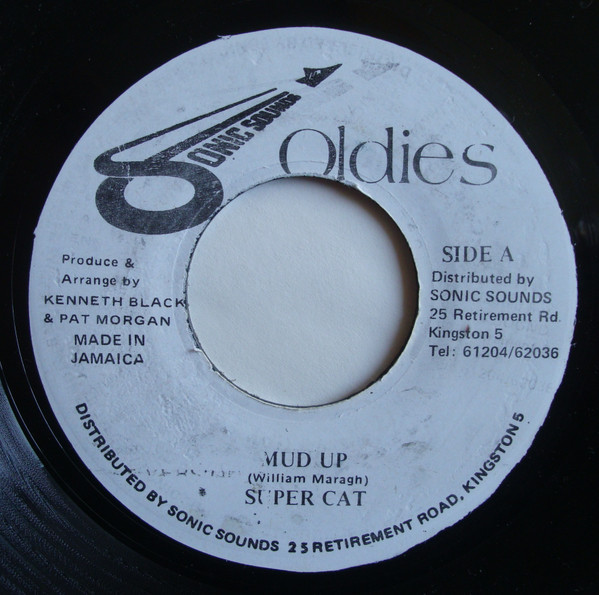 SONIC SOUNDS
Oldies
Produce &
Arrange by
KENNETH BLACK
& PAT MORGAN
MADE IN
JAMAICA
SIDE A
Distributed by
SONIC SOUNDS
25 Retirement Rd.
Kingston 5
Tel: 61204/62036
MUD UP
(William Maragh)
SUPER CAT
DISTRIBUTED BY SONIC SOUNDS 25 RETIREMENT ROAD, KINGSTON 5